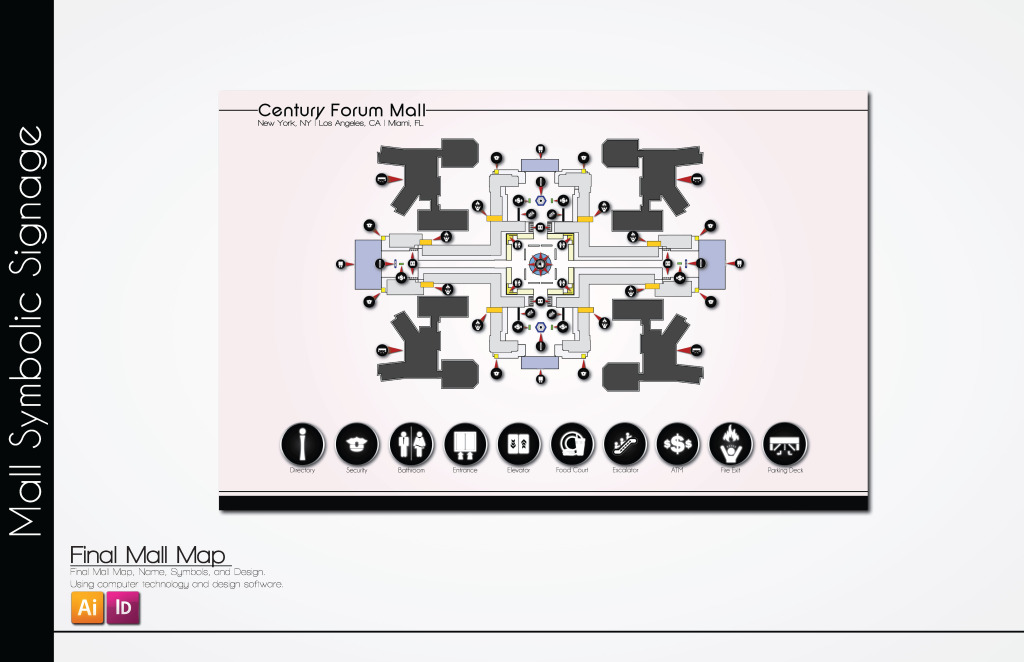 Mall Symbolic Signage
Century Forum Mall
New York, NY | Los Angeles, CA | Miami, FL
Directory Security Bathroom Entrance Elevator Food Court Escalator ATM Fire Exit Parking Deck
Final Mall Map
Final Mall Map, Name, Symbols, and Design.
Using computer technology and design software.
Ai ID